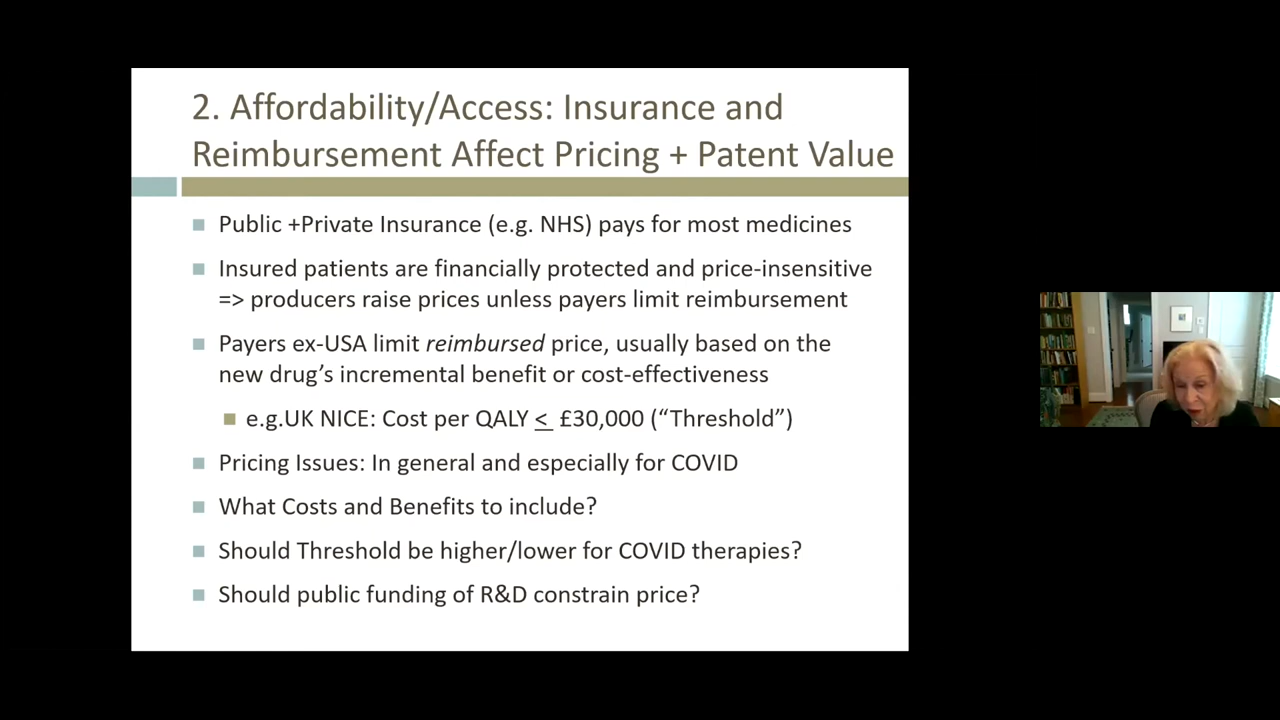 2. Affordability/Access: Insurance and
Reimbursement Affect Pricing + Patent Value
Public +Private Insurance (e.g. NHS) pays for most medicines
Insured patients are financially protected and price-insensitive
=> producers raise prices unless payers limit reimbursement
Payers ex-USA limit reimbursed price, usually based on the
new drug's incremental benefit or cost-effectiveness
e.g.UK NICE: Cost per QALY < £30,000 ("Threshold")
Pricing Issues: In general and especially for COVID
What Costs and Benefits to include?
Should Threshold be higher/lower for COVID therapies?
Should public funding of R&D constrain price?